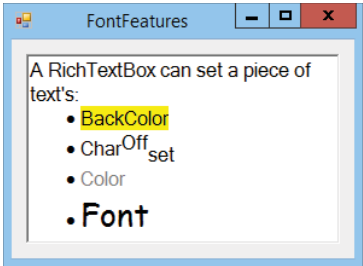 FontFeatures
A RichTextBox can set a piece of
text's:
• BackColor
• CharOffset
• Color
• Font